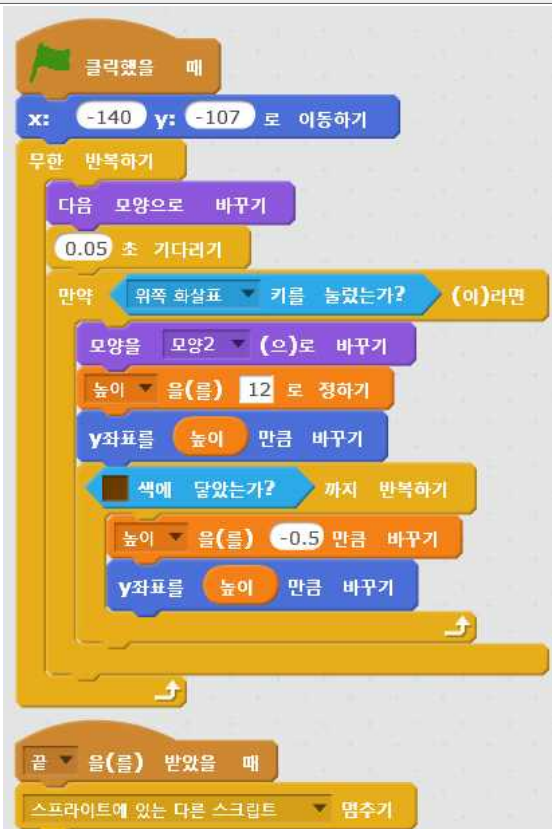 클릭했을 때
x: -140 y: -107 로 이동하기
무한 반복하기
다음 모양으로 바꾸기
0.05 초 기다리기
만약 위쪽 화살표 키를 눌렀는가? (이)라면
모양을 모양2 (으)로 바꾸기
높이 을(를) 12 로 정하기
y좌표를 높이 만큼 바꾸기
색에 닿았는가? 까지 반복하기
높이 을(를) -0.5 만큼 바꾸기
y좌표를 높이 만큼 바꾸기
끝 을(를) 받았을 때
스프라이트에 있는 다른 스크립트 멈추기